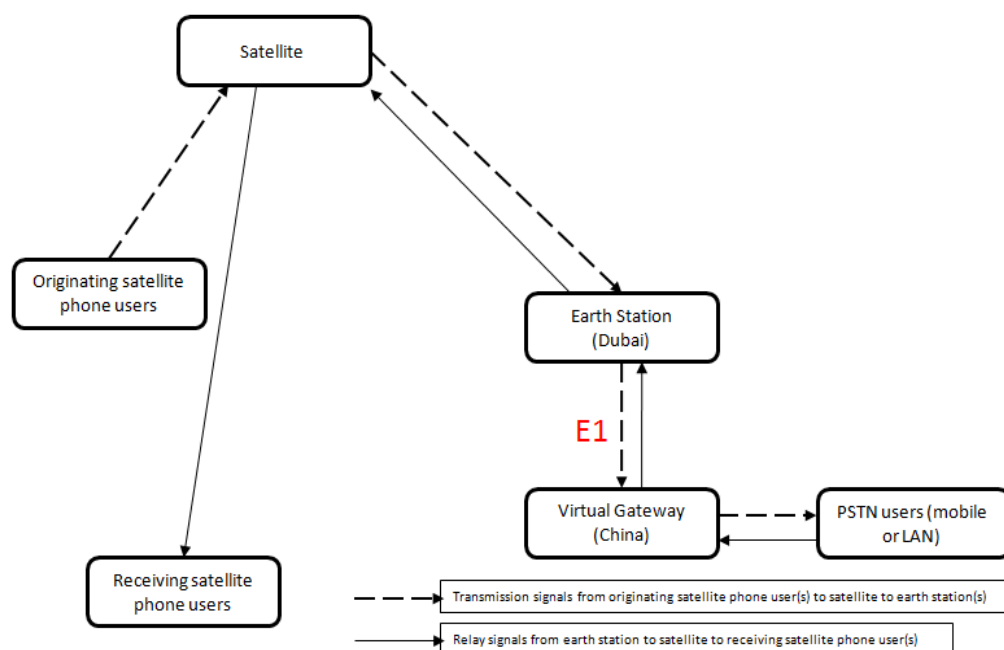 Satellite
Originating satellite
phone users
Earth Station
(Dubai)
E1
Virtual Gateway
(China)
PSTN users (mobile
or LAN)
Receiving satellite
phone users
Transmission signals from originating satellite phone user(s) to satellite to earth station(s)
Relay signals from earth station to satellite to receiving satellite phone user(s)